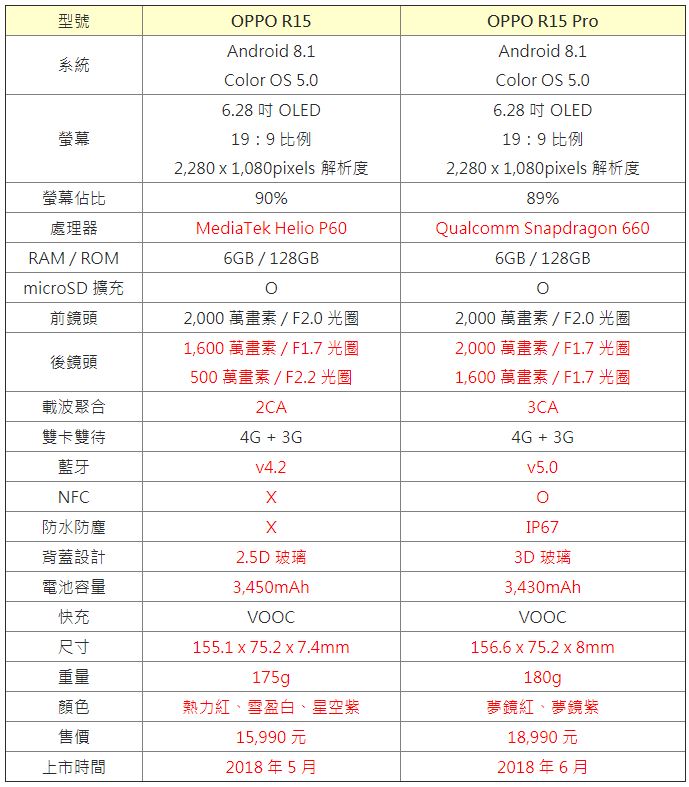 型號 OPPO R15 OPPO R15 Pro
系統 Android 8.1 Android 8.1
Color OS 5.0 Color OS 5.0
螢幕 6.28 吋 OLED 6.28 吋 OLED
19：9 比例 19：9 比例
2,280 x 1,080pixels 解析度 2,280 x 1,080pixels 解析度
螢幕佔比 90% 89%
處理器 MediaTek Helio P60 Qualcomm Snapdragon 660
RAM / ROM 6GB / 128GB 6GB / 128GB
microSD 擴充 O O
前鏡頭 2,000 萬畫素 / F2.0 光圈 2,000 萬畫素 / F2.0 光圈
後鏡頭 1,600 萬畫素 / F1.7 光圈 2,000 萬畫素 / F1.7 光圈
500 萬畫素 / F2.2 光圈 1,600 萬畫素 / F1.7 光圈
載波聚合 2CA 3CA
雙卡雙待 4G + 3G 4G + 3G
藍牙 v4.2 v5.0
NFC X O
防水防塵 X IP67
背蓋設計 2.5D 玻璃 3D 玻璃
電池容量 3,450mAh 3,430mAh
快充 VOOC VOOC
尺寸 155.1 x 75.2 x 7.4mm 156.6 x 75.2 x 8mm
重量 175g 180g
顏色 熱力紅、雪盈白、星空紫 夢鏡紅、夢鏡紫
售價 15,990 元 18,990 元
上市時間 2018 年 5 月 2018 年 6 月